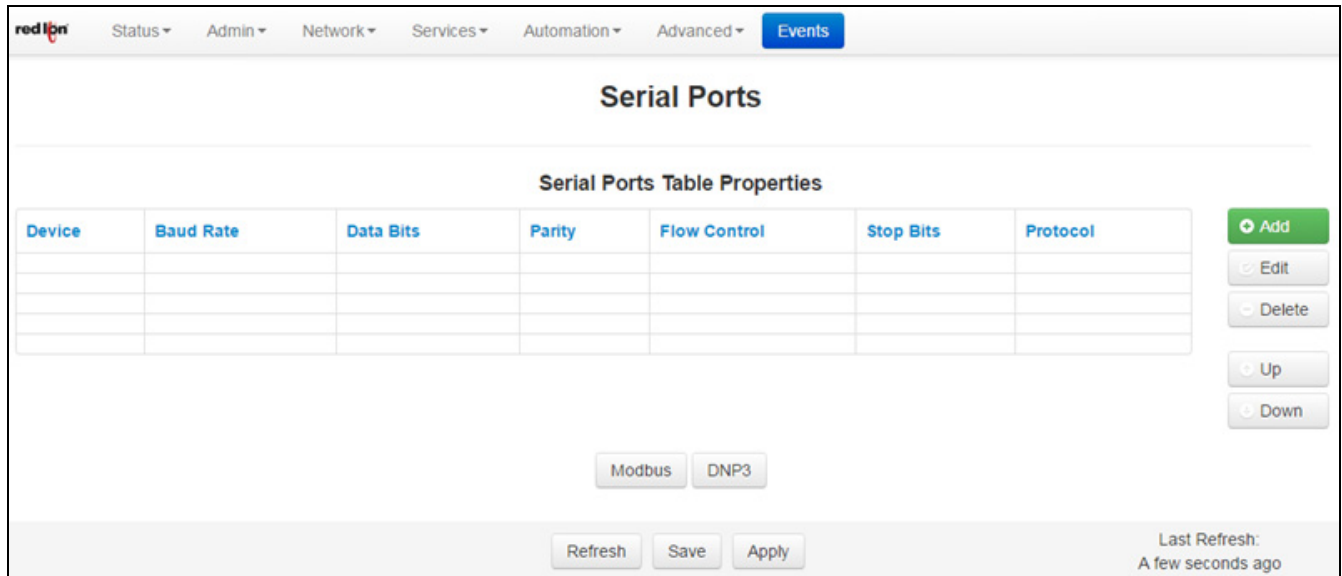 red lion Status Admin Network Services Automation Advanced Events
Serial Ports
Serial Ports Table Properties
Device Baud Rate Data Bits Parity Flow Control Stop Bits Protocol
Add
Edit
Delete
Up
Down
Modbus DNP3
Refresh Save Apply
Last Refresh:
A few seconds ago